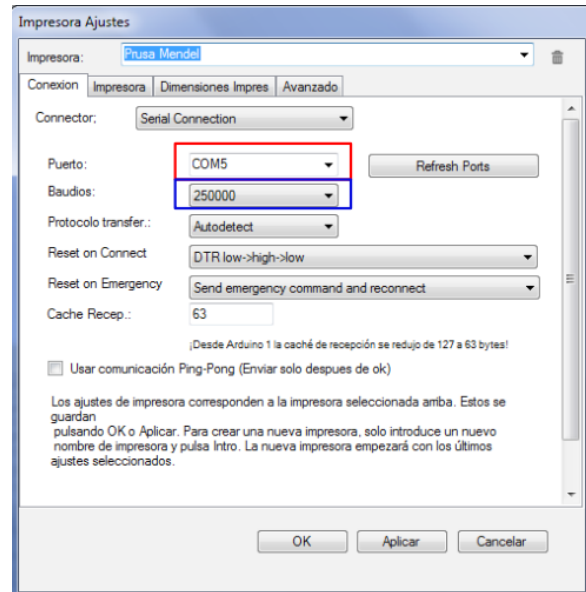 Impresora Ajustes
Impresora: Prusa Mendel
Conexion Impresora Dimensiones Impres Avanzado
Connector; Serial Connection
Puerto: COM5 Refresh Ports
Baudios: 250000
Protocolo transfer.: Autodetect
Reset on Connect DTR low->high->low
Reset on Emergency Send emergency command and reconnect
Cache Recep.: 63
¡Desde Arduino 1 la caché de recepción se redujo de 127 a 63 bytes!
Usar comunicación Ping-Pong (Enviar solo despues de ok)
Los ajustes de impresora corresponden a la impresora seleccionada arriba. Estos se
guardan
pulsando OK o Aplicar. Para crear una nueva impresora, solo introduce un nuevo
nombre de impresora y pulsa Intro. La nueva impresora empezará con los últimos
ajustes seleccionados.
OK Aplicar Cancelar